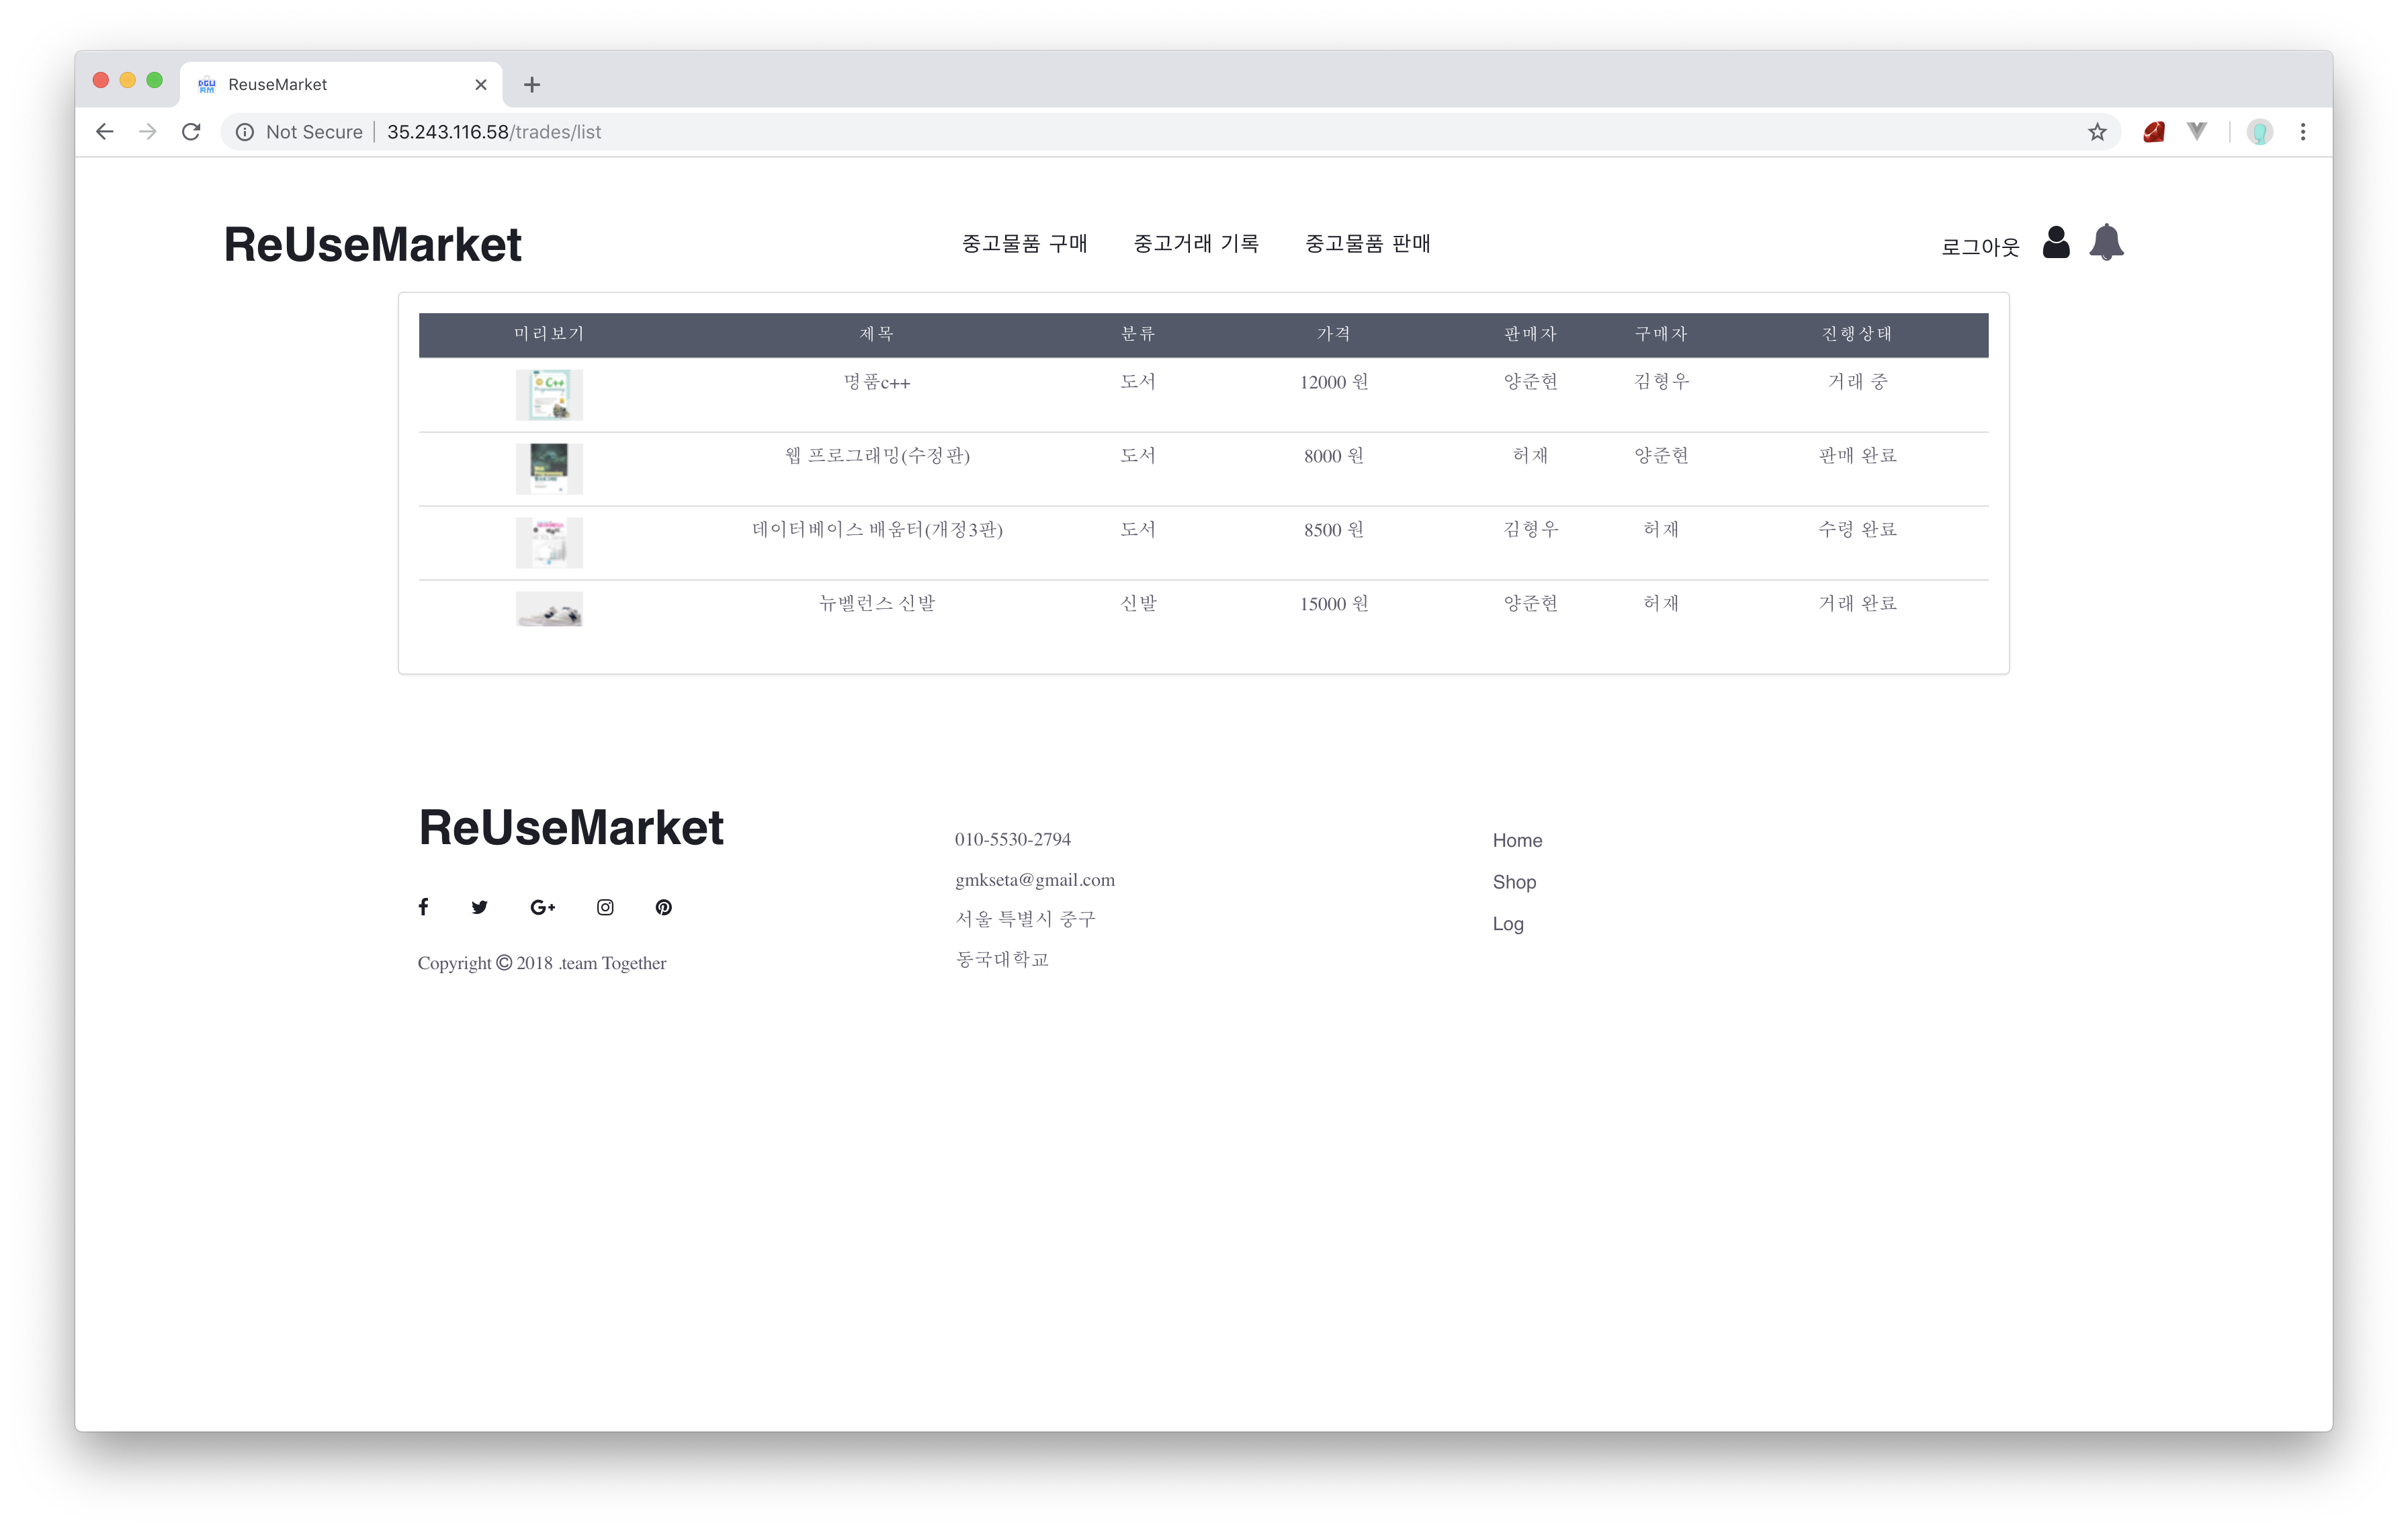 ReuseMarket
Not Secure 35.243.116.58/trades/list
ReUseMarket 중고물품 구매 중고거래 기록 중고물품 판매 로그아웃
미리보기 제목 분류 가격 판매자 구매자 진행상태
C++
명품c++ 도서 12000 원 양준현 김형우 거래 중
웹 프로그래밍(수정판) 도서 8000 원 허재 양준현 판매 완료
데이터베이스 배움터(개정3판) 도서 8500 원 김형우 허재 수령 완료
뉴벨런스 신발 신발 15000 원 양준현 허재 거래 완료
ReUseMarket
Copyright © 2018 .team Together
010-5530-2794
gmkseta@gmail.com
서울 특별시 중구
동국대학교
Home
Shop
Log